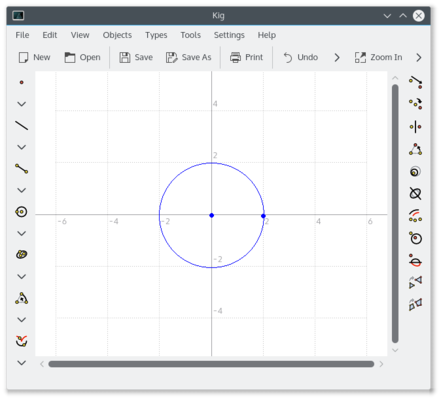 Kig
File Edit View Objects Types Tools Settings Help
New Open Save Save As Print Undo Zoom In
4
2
-6 -2 2 4 6
-2
-4